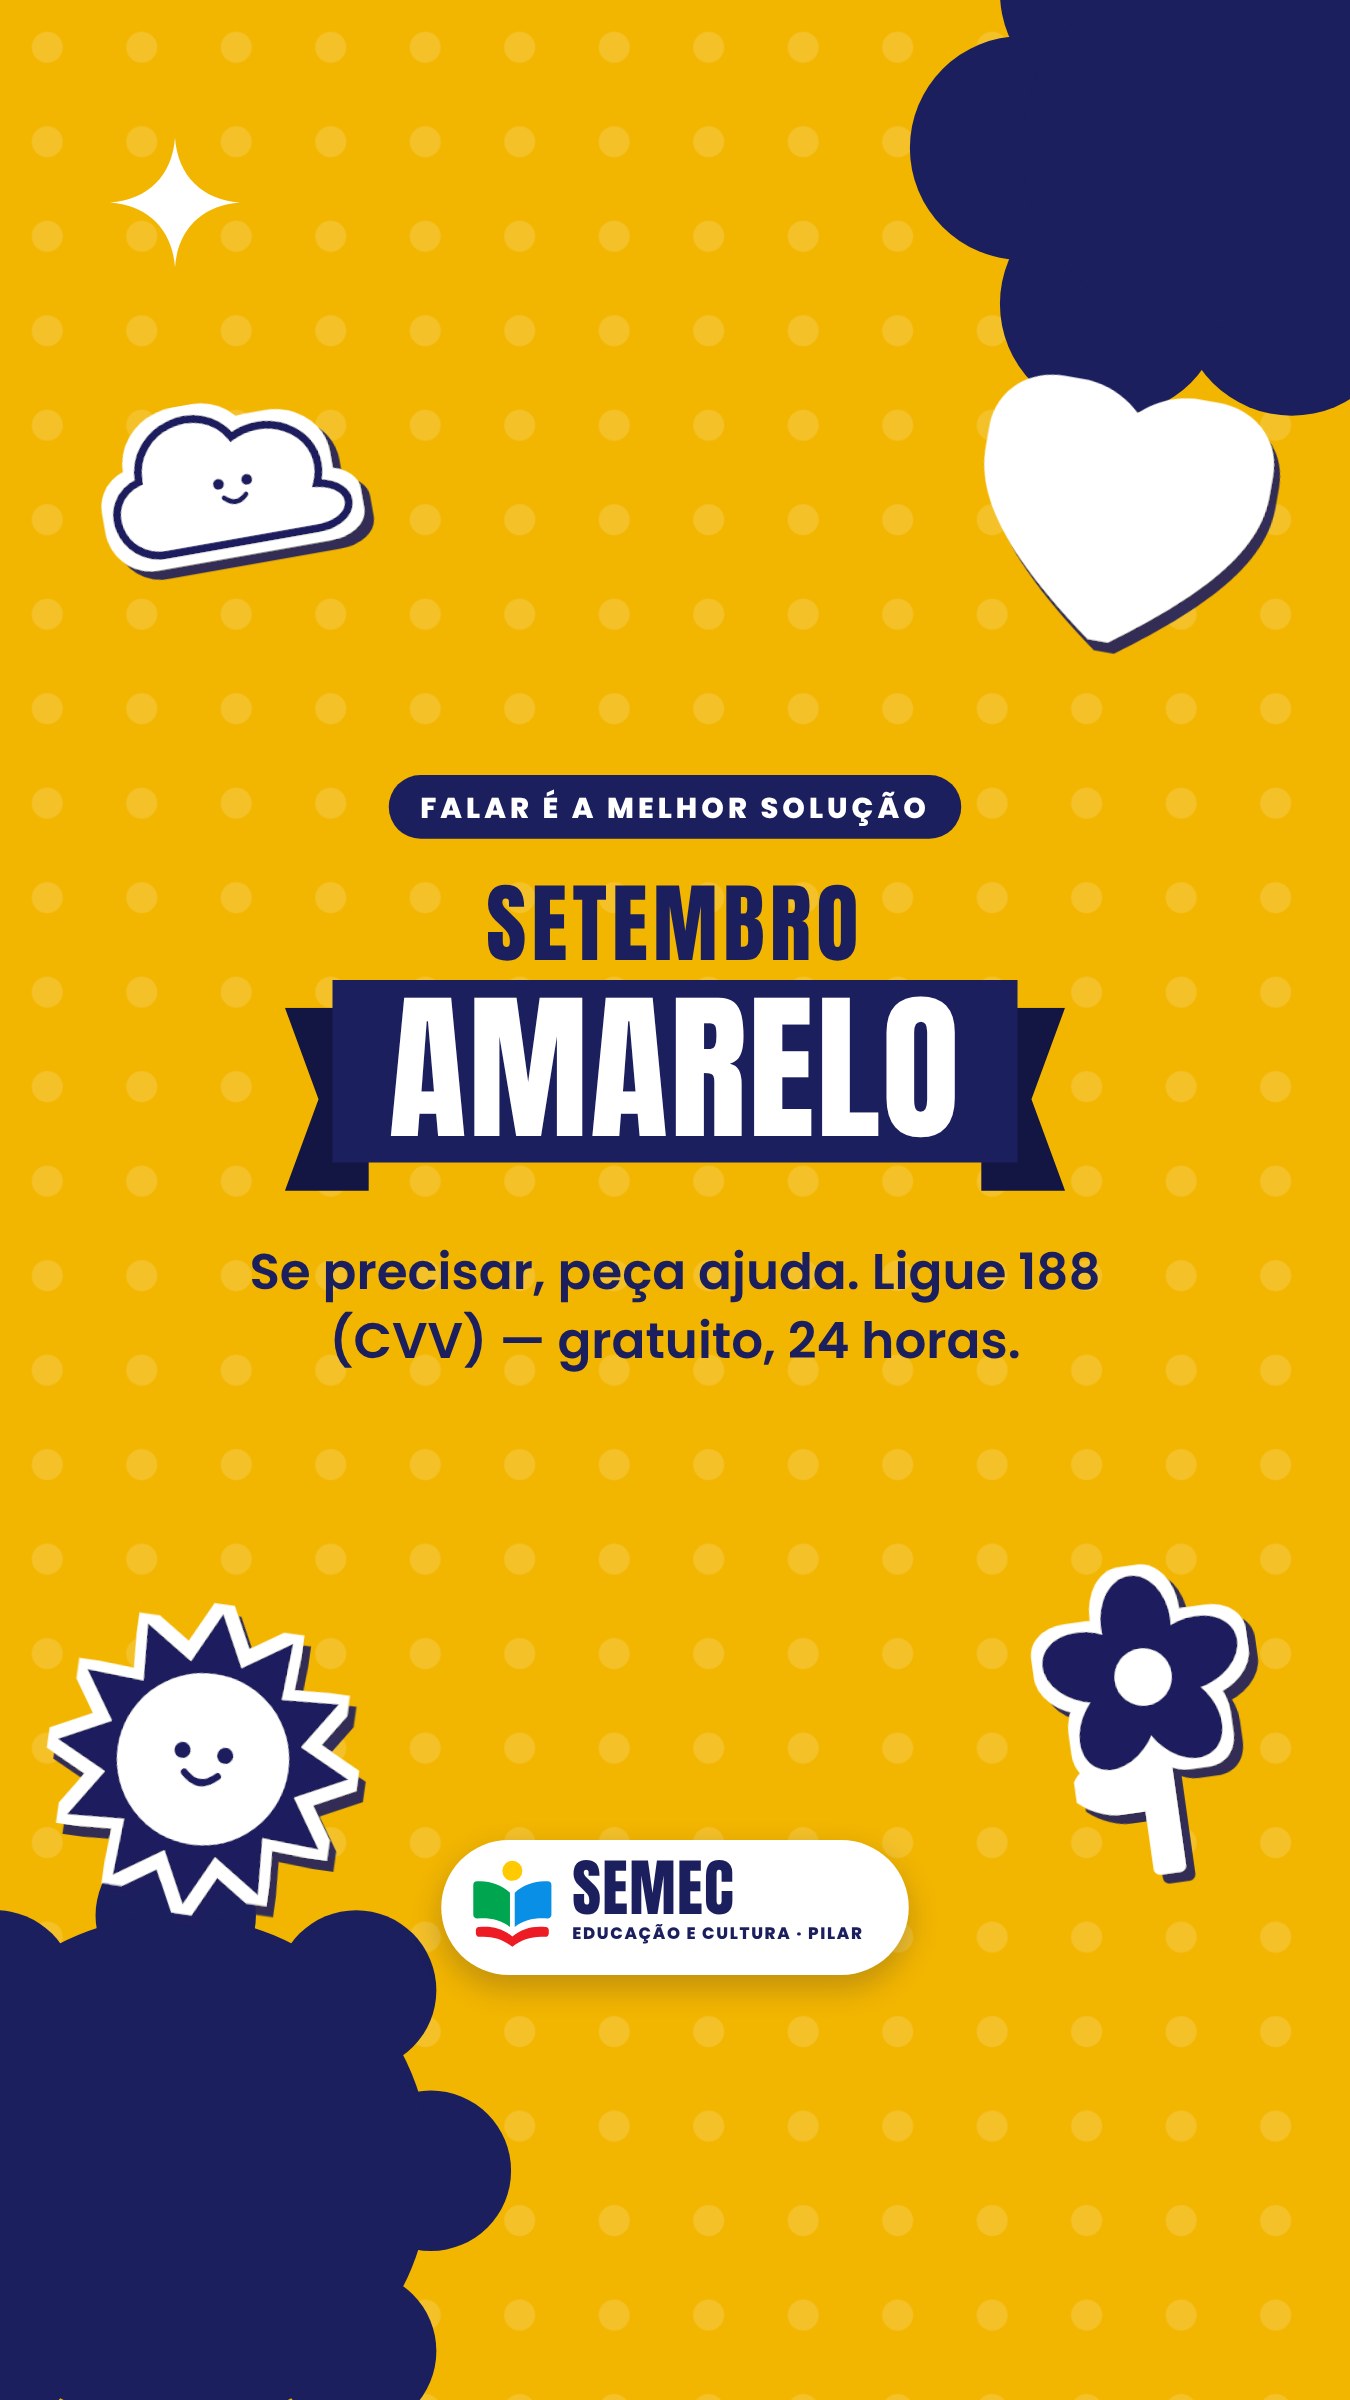 FALAR É A MELHOR SOLUÇÃO
SETEMBRO
AMARELO
Se precisar, peça ajuda. Ligue 188
(CVV) — gratuito, 24 horas.
SEMEC
EDUCAÇÃO E CULTURA · PILAR